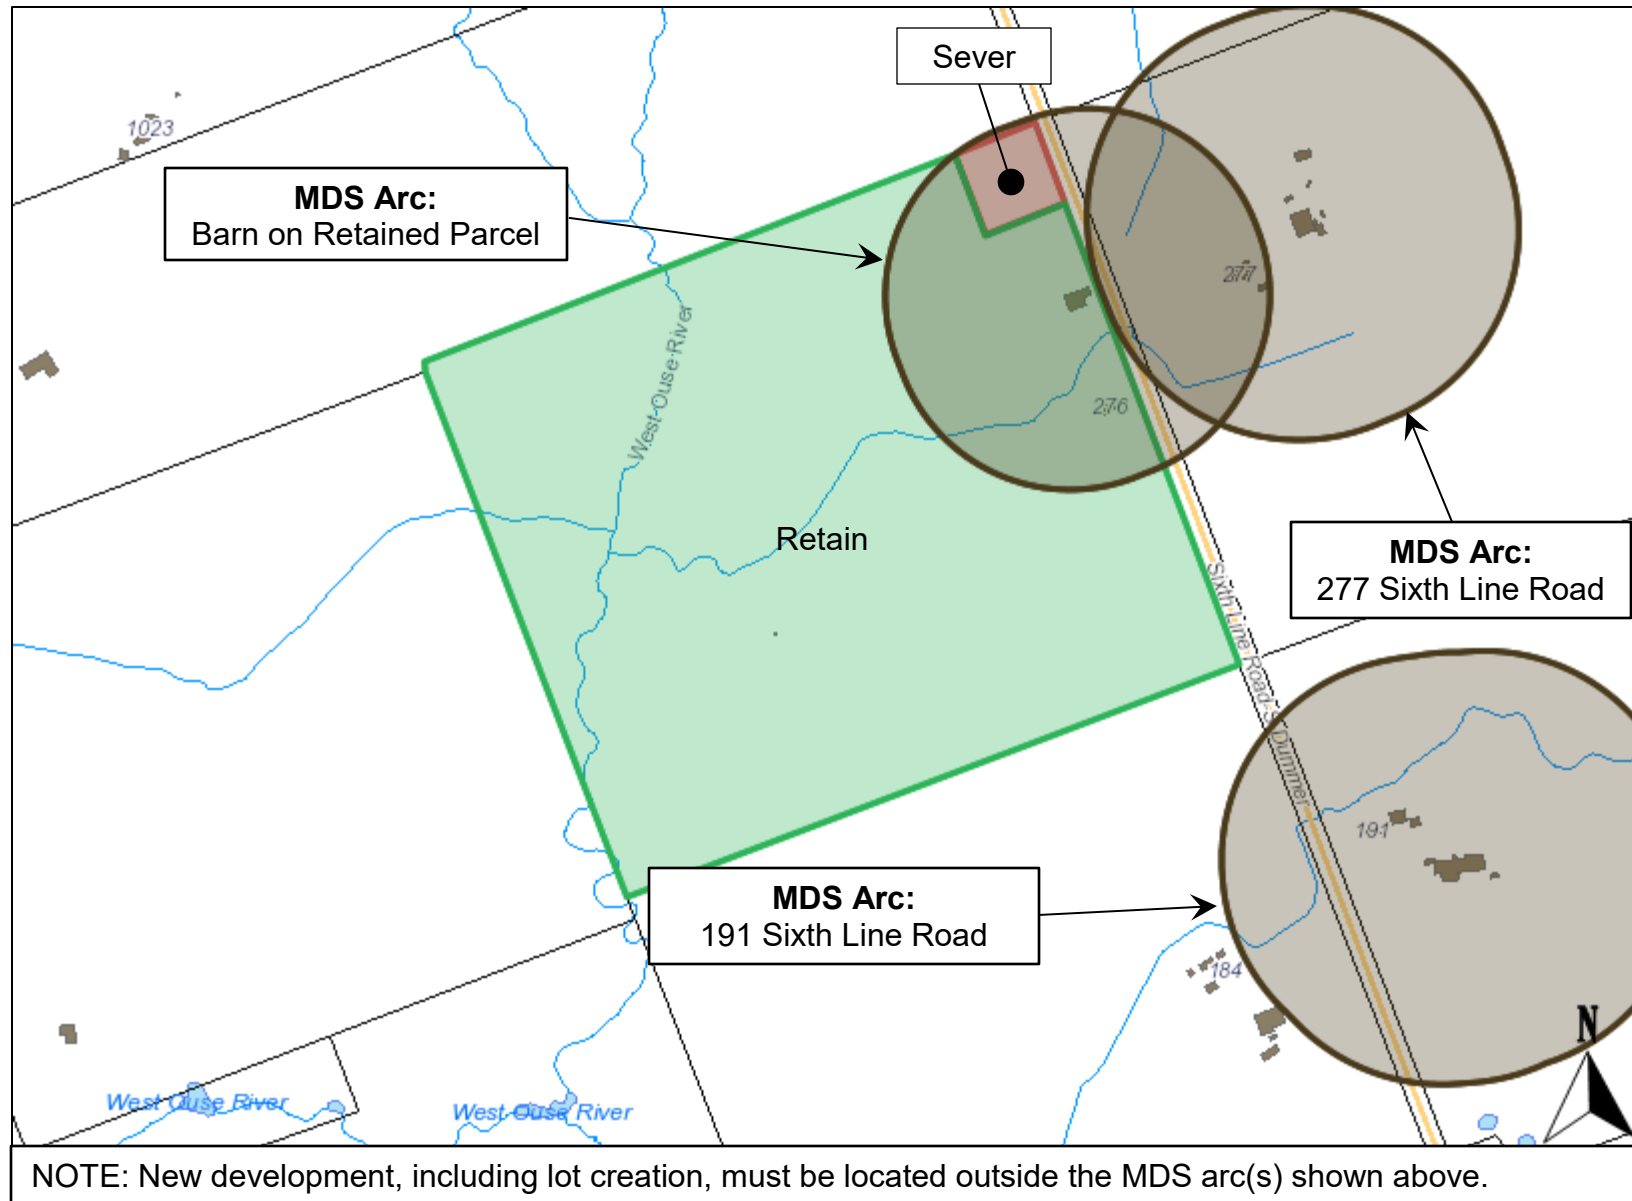 Sever
1023
MDS Arc:
Barn on Retained Parcel
277
West Ouse River
276
Retain
MDS Arc:
277 Sixth Line Road
Sixth Line Road-S Dummer
191
MDS Arc:
191 Sixth Line Road
184
N
West Ouse River
West Ouse River
NOTE: New development, including lot creation, must be located outside the MDS arc(s) shown above.